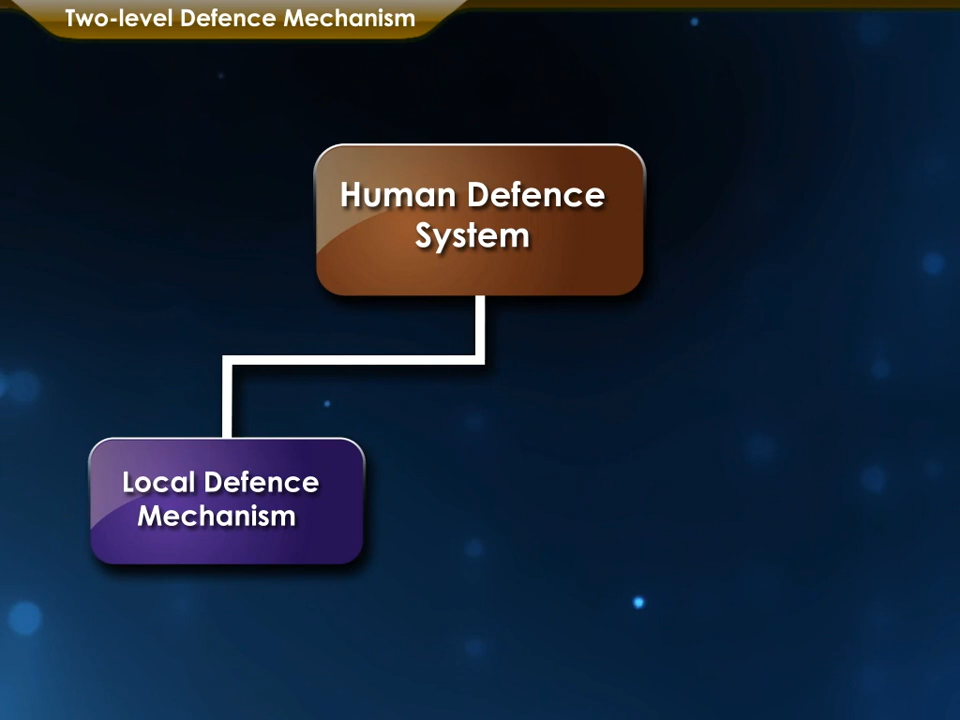 Two-level Defence Mechanism
Human Defence
System
Local Defence
Mechanism